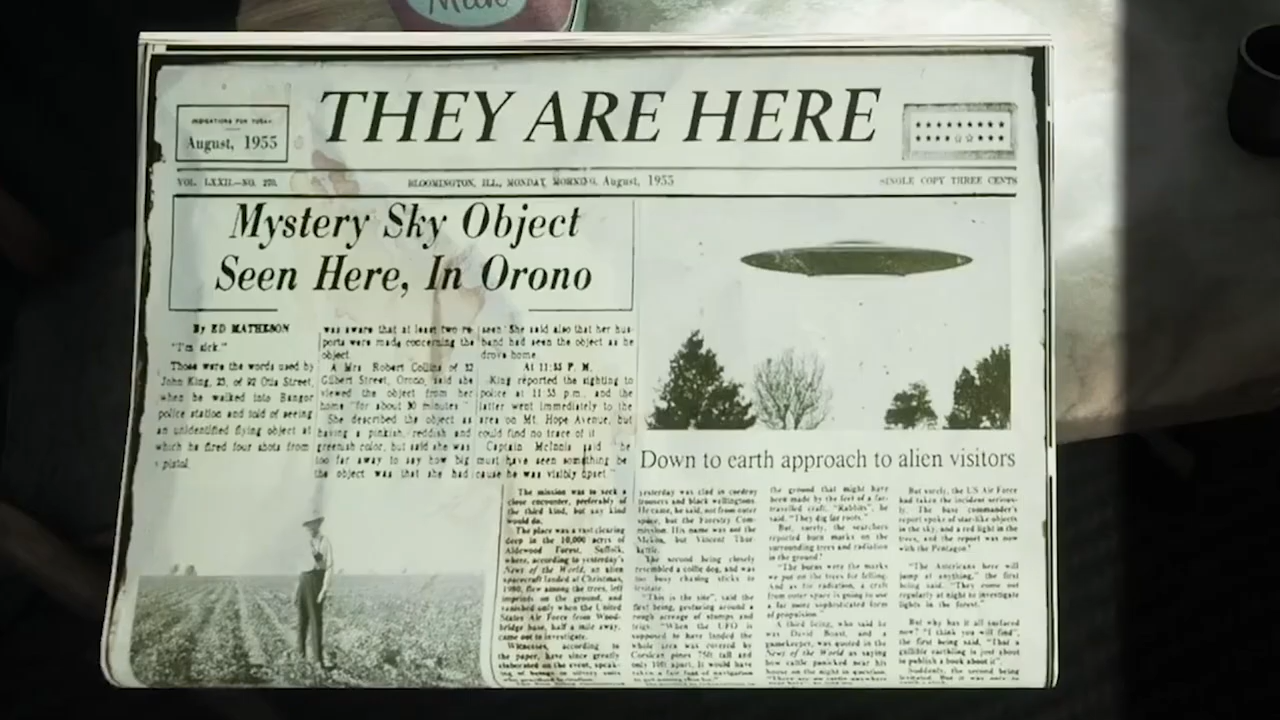 Milk
THEY ARE HERE
INDICATIONS FOR TODAY
August, 1955
VOL. LXXII.—NO. 270.
BLOOMINGTON, ILL., MONDAY MORNING, August, 1955
SINGLE COPY THREE CENTS
Mystery Sky Object
Seen Here, In Orono
By ED MATHESON
"I'm sick."
Those were the words used by
John King, 23, of 92 Otis Street,
when he walked into Bangor
police station and told of seeing
an unidentified flying object at
which he fired four shots from
pistol.
was aware that at least two re-
ports were made concerning the
object.
A Mrs. Robert Collins of 32
Gilbert Street, Orono, said she
viewed the object from her
home "for about 30 minutes"
She described the object as
having a pinkish, reddish and
greenish color, but said she was
too far away to say how big
the object was that she had
seen. She said also that her hus-
band had seen the object as he
drove home.
At 11:55 P. M.
King reported the sighting to
police at 11:55 p.m., and the
latter went immediately to the
area on Mt. Hope Avenue, but
could find no trace of it
Captain McInnis said "he
must have seen something be
cause he was visibly upset."
Down to earth approach to alien visitors
The mission was to seek a
close encounter, preferably of
the third kind, but any kind
would do.
The place was a vast clearing
deep in the 10,000 acres of
Aldewood Forest, Suffolk,
where, according to yesterday's
News of the World, an alien
spacecraft landed at Christmas,
1980, flew among the trees, left
imprints on the ground, and
vanished only when the United
States Air Force from Wood-
bridge base, half a mile away,
came out to investigate.
Witnesses, according to
the paper, have since greatly
elaborated on the event, speak-
ing of beings in silvery suits
yesterday was clad in corduroy
trousers and black wellingtons.
He came, he said, not from outer
space, but the Forestry Com-
mission. His name was not the
Mekon, but Vincent Thur-
kettle.
The second being closely
resembled a collie dog, and was
too busy chasing sticks to
levitate.
"This is the site", said the
first being, gesturing around a
rough acreage of stumps and
twigs. "When the UFO is
supposed to have landed the
whole area was covered by
Corsican pines 75ft tall and
only 10ft apart. It would have
taken a fair feat of navigation
the ground that might have
been made by the feet of a far-
travelled craft. "Rabbits", he
said. "They dig for roots."
But, surely, the searchers
reported burn marks on the
surrounding trees and radiation
in the ground?
"The burns were the marks
we put on the trees for felling.
And as for radiation, a craft
from outer space is going to use
a far more sophisticated form
of propulsion."
A third being, who said he
was David Boast, and a
gamekeeper, was quoted in the
News of the World as saying
how cattle panicked near his
house on the night in question.
But surely, the US Air Force
had taken the incident serious-
ly. The base commander's
report spoke of star-like objects
in the sky, and a red light in the
trees, and the report was now
with the Pentagon?
"The Americans here will
jump at anything," the first
being said. "They come out
regularly at night to investigate
lights in the forest."
But why has it all surfaced
now? "I think you will find",
the first being said, "That a
gullible earthling is just about
to publish a book about it".
Suddenly, the second being